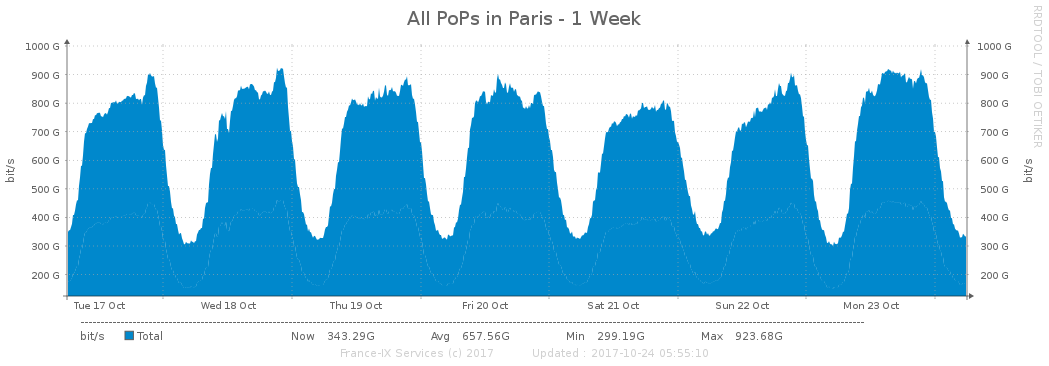 All PoPs in Paris - 1 Week
RRDTOOL / TOBI OETIKER
1000 G 1000 G
900 G 900 G
800 G 800 G
700 G 700 G
600 G 600 G
500 G 500 G
400 G 400 G
300 G 300 G
200 G 200 G
bit/s bit/s
Tue 17 Oct Wed 18 Oct Thu 19 Oct Fri 20 Oct Sat 21 Oct Sun 22 Oct Mon 23 Oct
bit/s Total Now 343.29G Avg 657.56G Min 299.19G Max 923.68G
France-IX Services (c) 2017 Updated : 2017-10-24 05:55:10